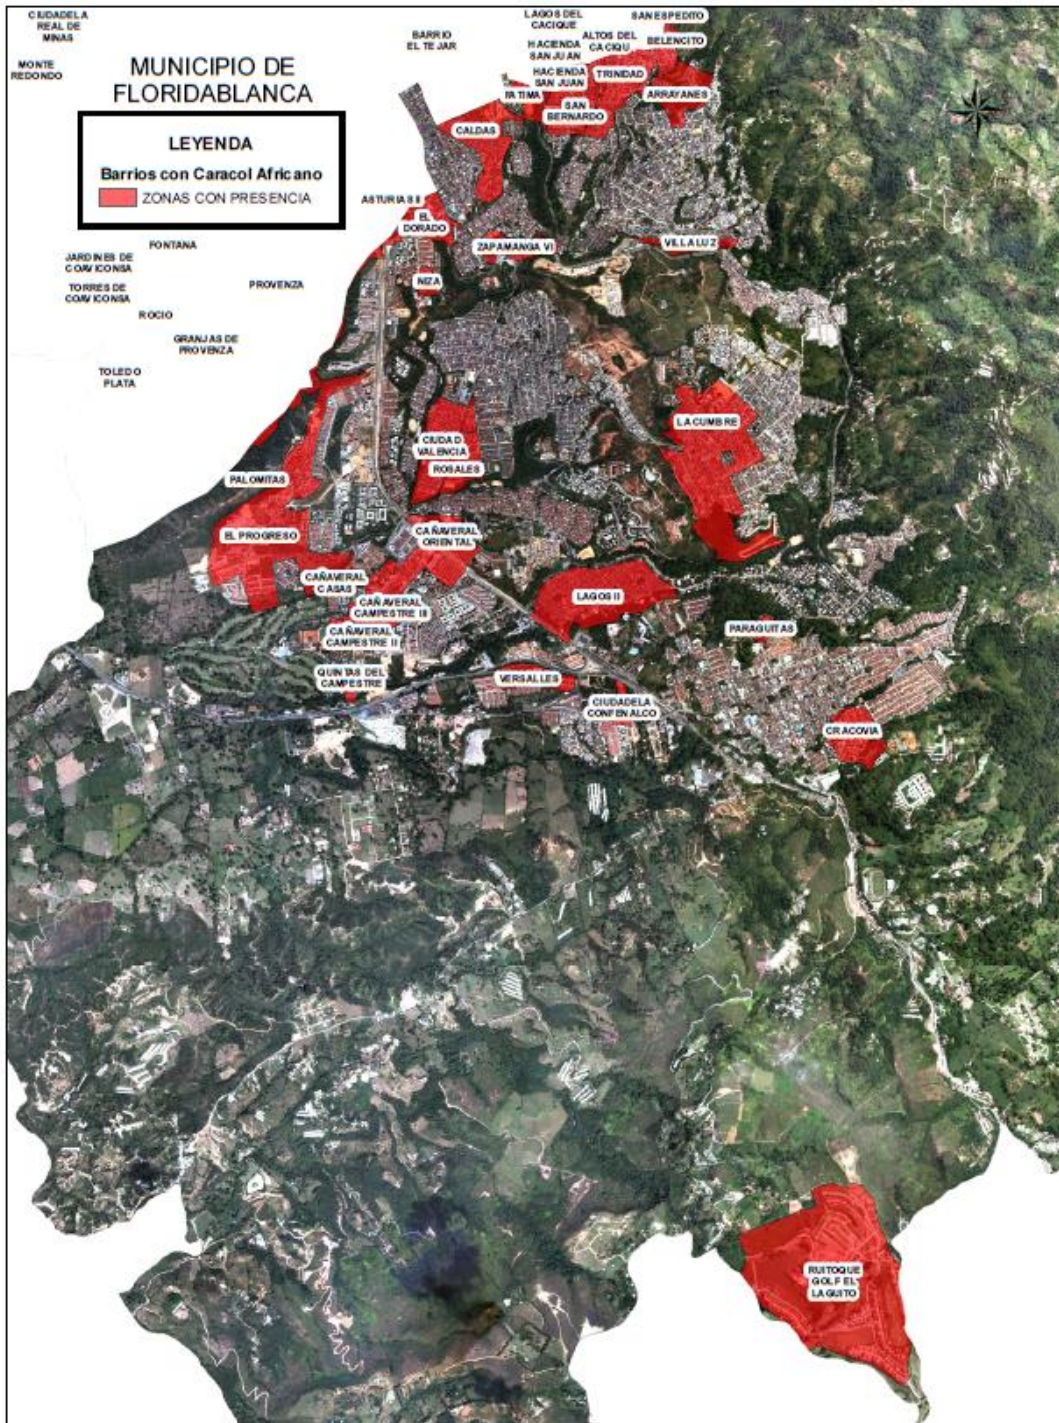 CIUDADELA
REAL DE
MINAS
MONTE
REDONDO
BARRIO
EL TEJAR
LAGOS DEL
CACIQUE
SAN ESPEDITO
ALTOS DEL
CACIQU
BELENCITO
HACIENDA
SAN JUAN
HACIENDA
SAN JUAN
TRINIDAD
FATIMA
ARRAYANES
SAN
BERNARDO
CALDAS
MUNICIPIO DE
FLORIDABLANCA
LEYENDA
Barrios con Caracol Africano
ZONAS CON PRESENCIA
ASTURIAS II
EL
DORADO
ZAPAMANGA VI
VILLA LUZ
FONTANA
JARDINES DE
COAVICONSA
TORRES DE
COAVICONSA
PROVENZA
NIZA
ROCIO
GRANJAS DE
PROVENZA
TOLEDO
PLATA
LA CUMBRE
CIUDAD
VALENCIA
ROSALES
PALOMITAS
EL PROGRESO
CAÑAVERAL
ORIENTAL
CAÑAVERAL
CASAS
CAÑAVERAL
CAMPESTRE III
LAGOS II
CAÑAVERAL
CAMPESTRE II
PARAGUITAS
QUINTAS DEL
CAMPESTRE
VERSALLES
CIUDADELA
CONFENALCO
CRACOVIA
RUITOQUE
GOLF EL
LAGUITO